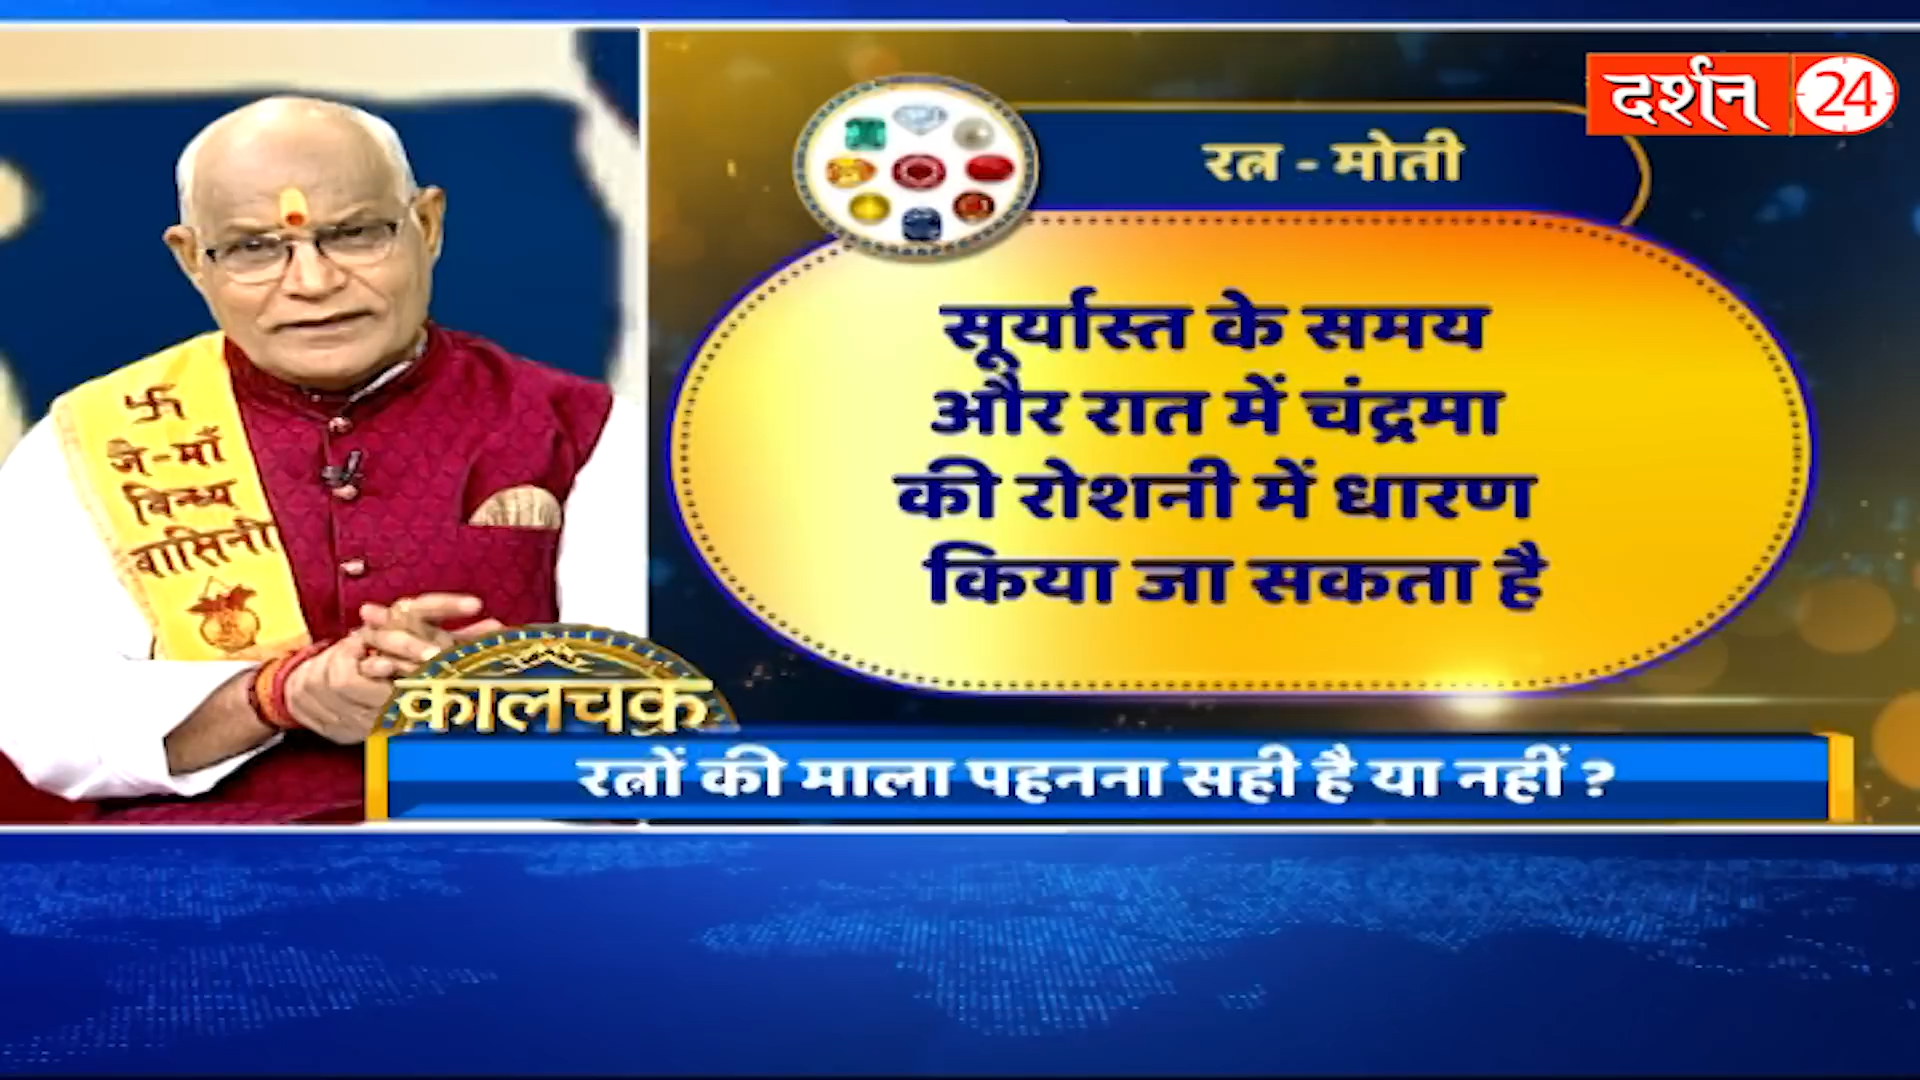 दर्शन 24
रत्न - मोती
सूर्यास्त के समय
और रात में चंद्रमा
की रोशनी में धारण
किया जा सकता है
जै-माँ
विन्ध्य
वासिनी
कालचक्र
रत्नों की माला पहनना सही है या नहीं ?